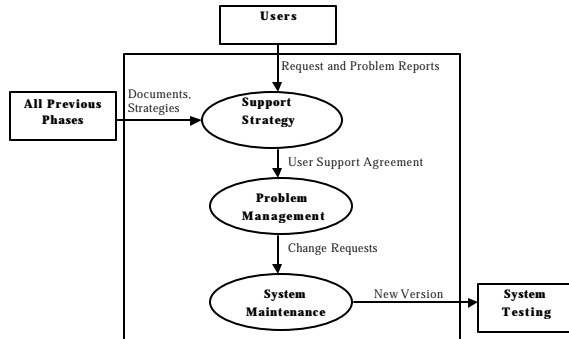 Users
Request and Problem Reports
Documents,
Strategies
All Previous
Phases
Support
Strategy
User Support Agreement
Problem
Management
Change Requests
System
Maintenance
New Version
System
Testing